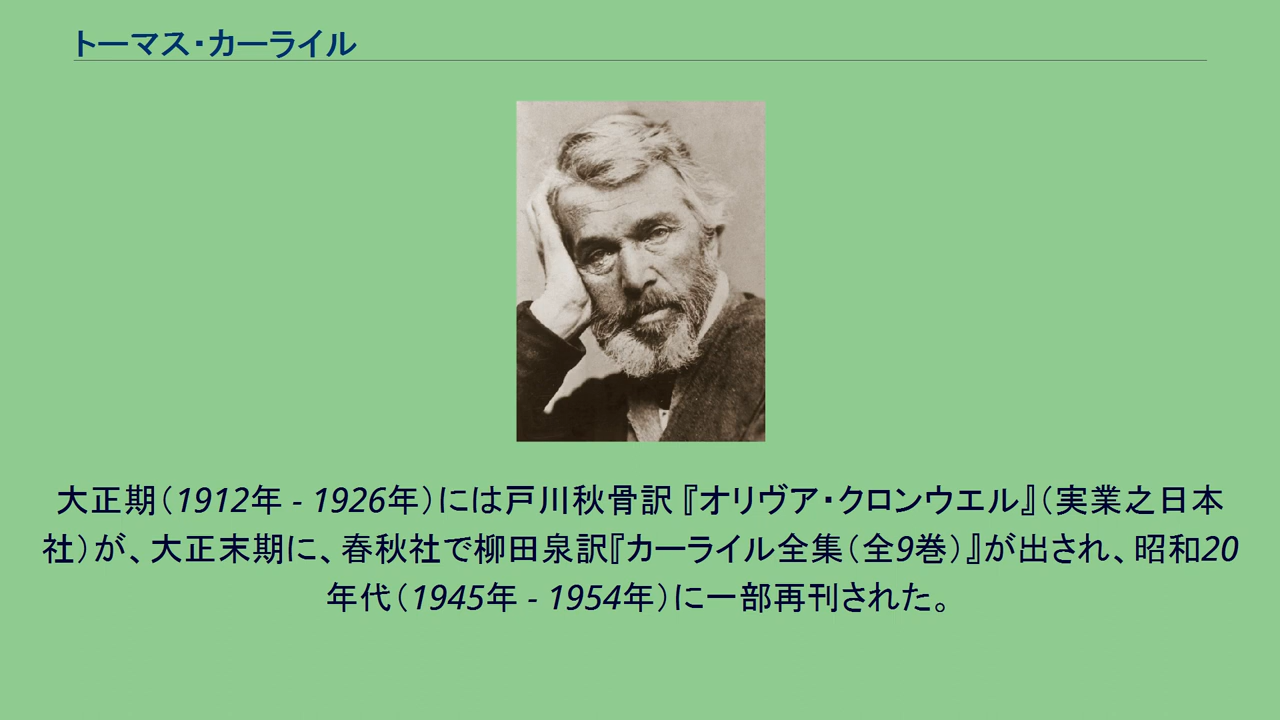 トーマス・カーライル
大正期（1912年 - 1926年）には戸川秋骨訳『オリヴア・クロンウエル』（実業之日本
社）が、大正末期に、春秋社で柳田泉訳『カーライル全集（全9巻）』が出され、昭和20
年代（1945年 - 1954年）に一部再刊された。